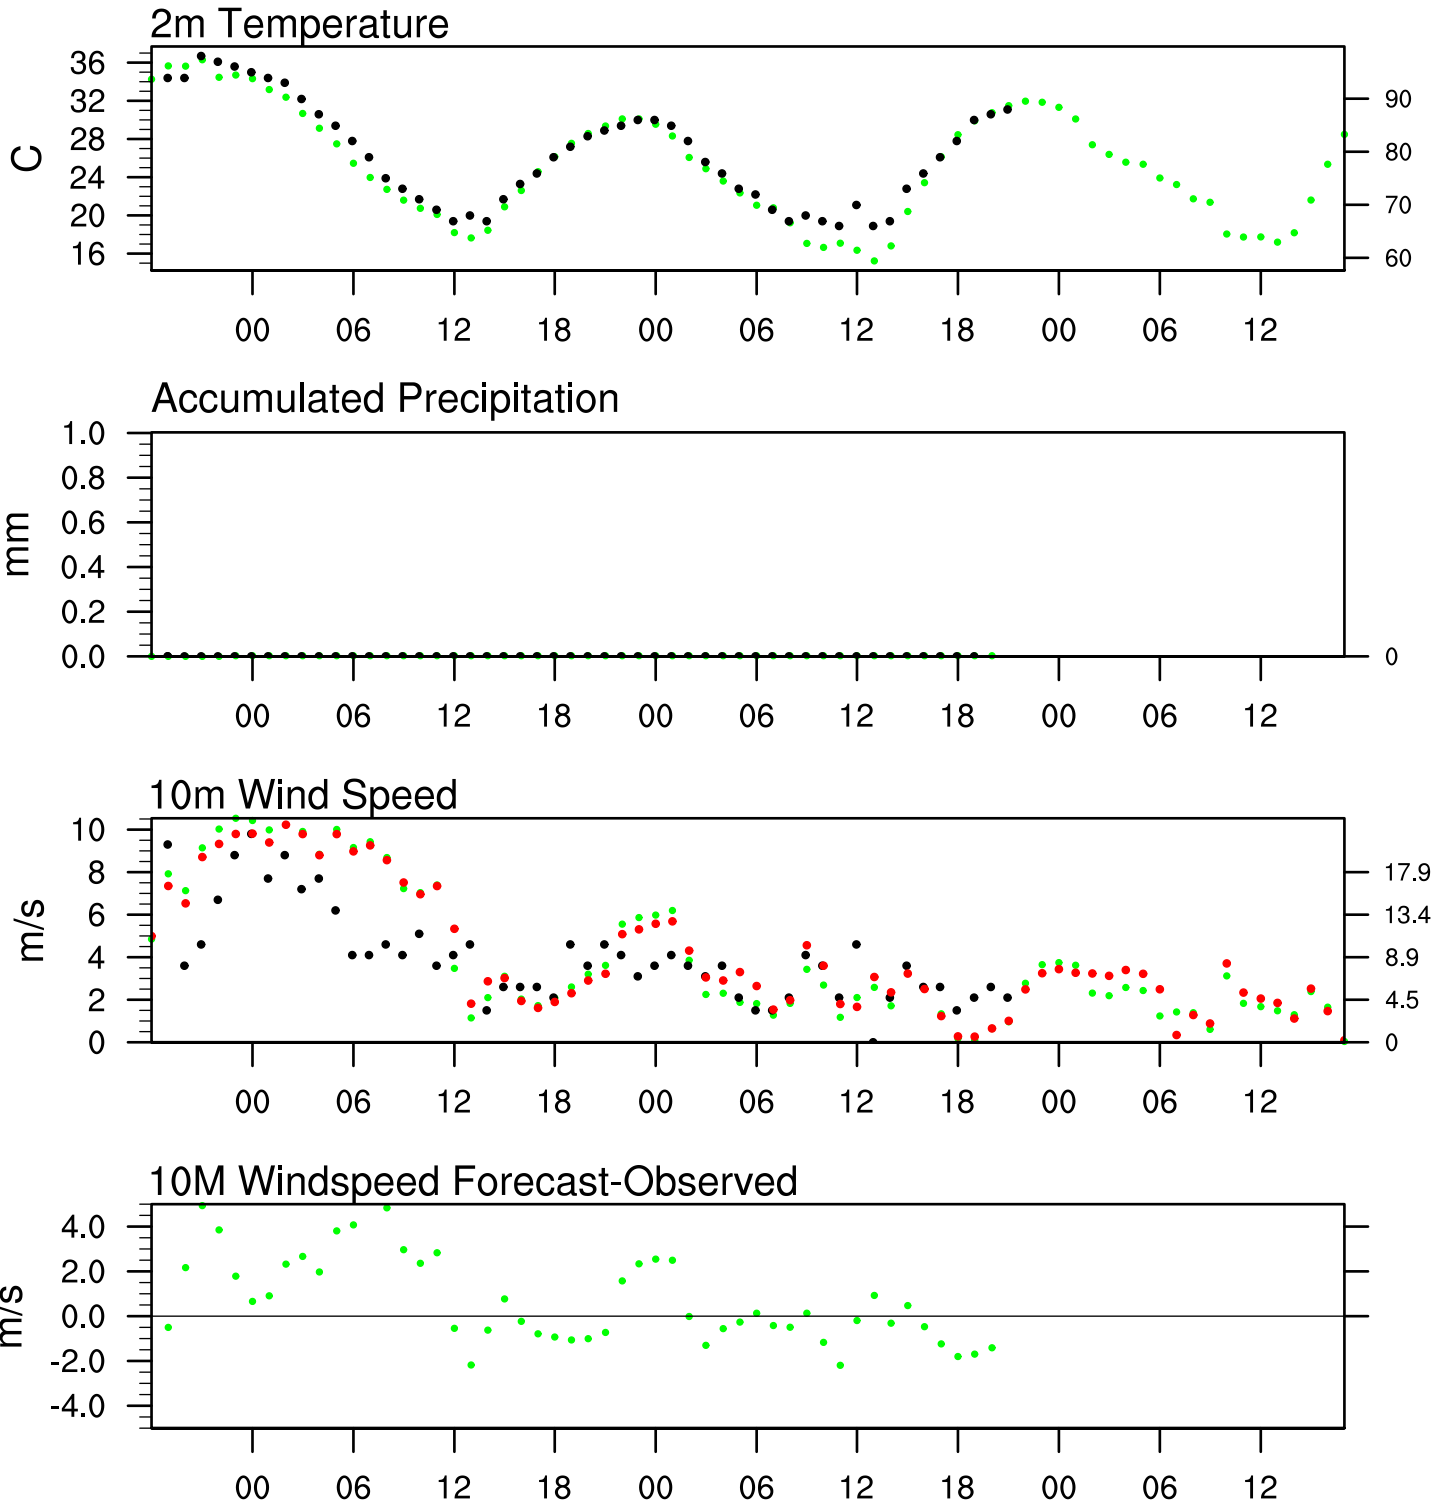 2m Temperature
36
32
28
24
20
16
C
90
80
70
60
00 06 12 18 00 06 12 18 00 06 12
Accumulated Precipitation
1.0
0.8
0.6
0.4
0.2
0.0
mm
0
00 06 12 18 00 06 12 18 00 06 12
10m Wind Speed
10
8
6
4
2
0
m/s
17.9
13.4
8.9
4.5
0
00 06 12 18 00 06 12 18 00 06 12
10M Windspeed Forecast-Observed
4.0
2.0
0.0
-2.0
-4.0
m/s
00 06 12 18 00 06 12 18 00 06 12